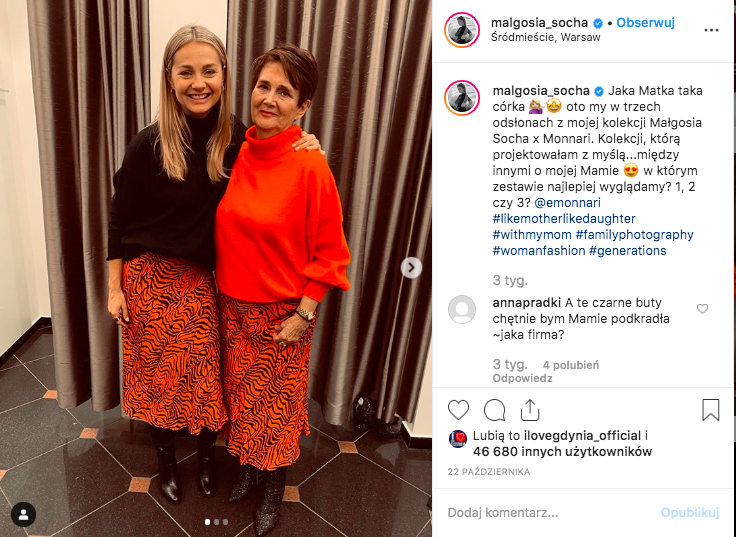 malgosia_socha • Obserwuj
Śródmieście, Warsaw
malgosia_socha Jaka Matka taka
córka 💁🏼‍♀️🤩 oto my w trzech
odsłonach z mojej kolekcji Małgosia
Socha x Monnari. Kolekcji, którą
projektowałam z myślą...między
innymi o mojej Mamie 😍 w którym
zestawie najlepiej wyglądamy? 1, 2
czy 3? @emonnari
#likemotherlikedaughter
#withmymom #familyphotography
#womanfashion #generations
3 tyg.
annapradki A te czarne buty
chętnie bym Mamie podkradła
~jaka firma?
3 tyg. 4 polubień
Odpowiedz
Lubią to ilovegdynia_official i
46 680 innych użytkowników
22 PAŹDZIERNIKA
Dodaj komentarz... Opublikuj